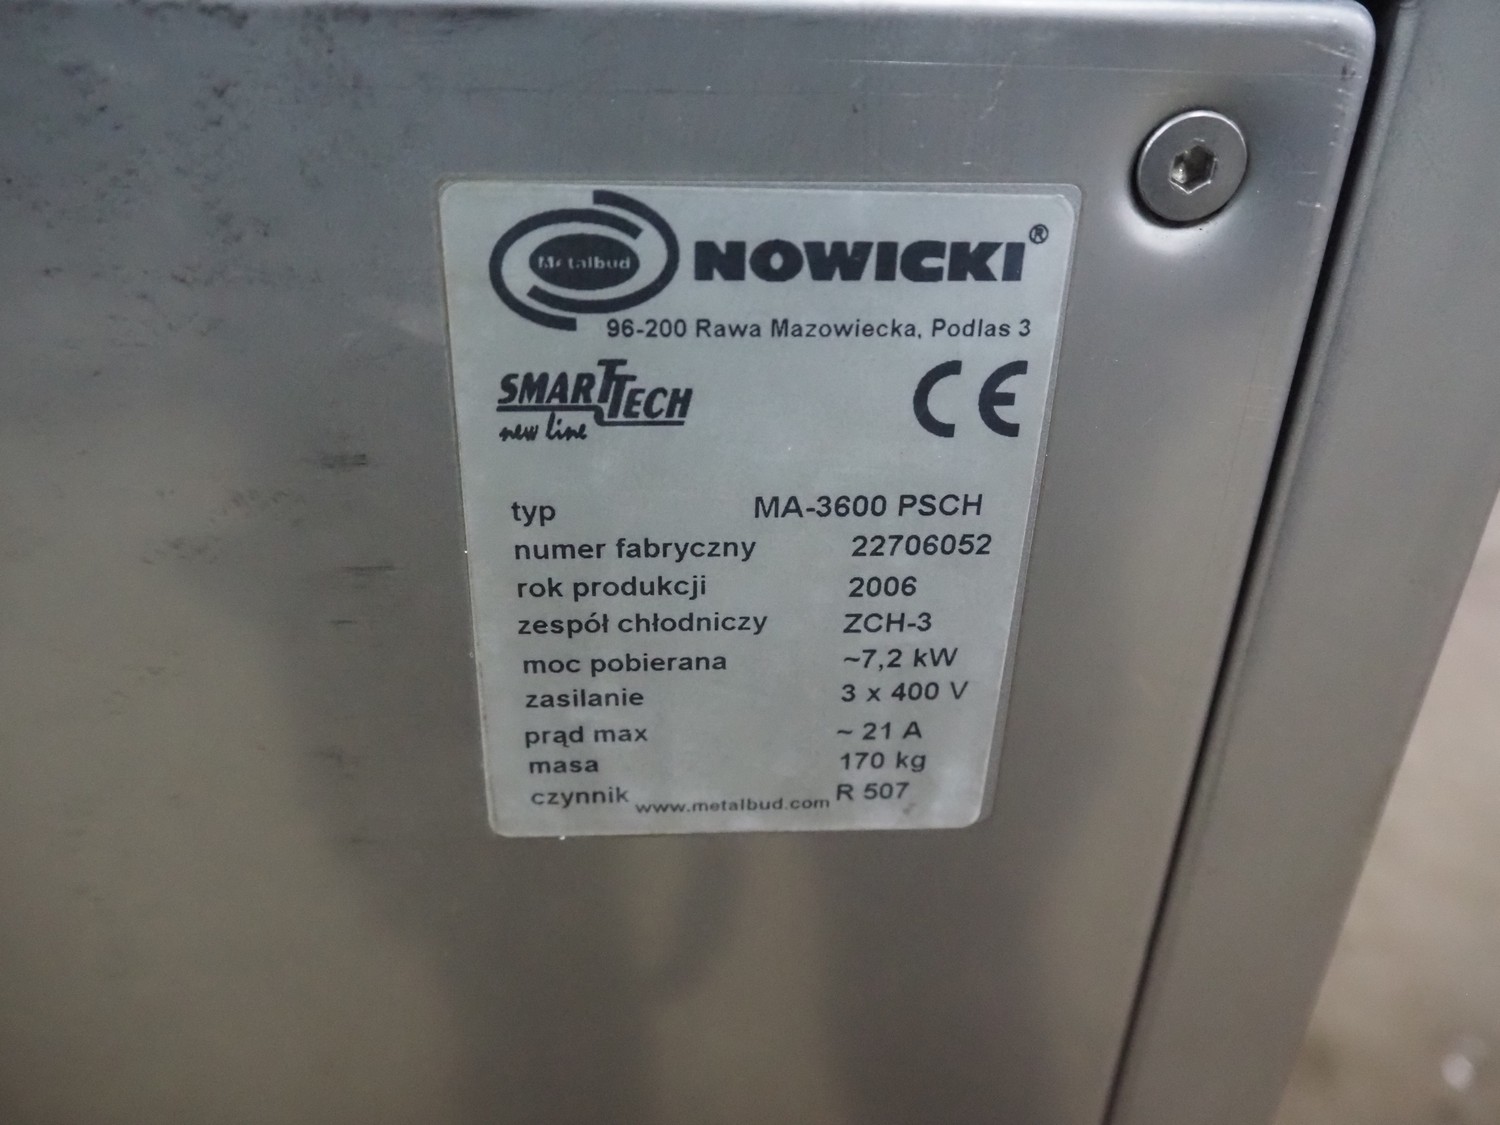 Metalbud NOWICKI®
96-200 Rawa Mazowiecka, Podlas 3
SMARTTECH
new line
CE
typ MA-3600 PSCH
numer fabryczny 22706052
rok produkcji 2006
zespół chłodniczy ZCH-3
moc pobierana ~7,2 kW
zasilanie 3 x 400 V
prąd max ~ 21 A
masa 170 kg
czynnik R 507
www.metalbud.com